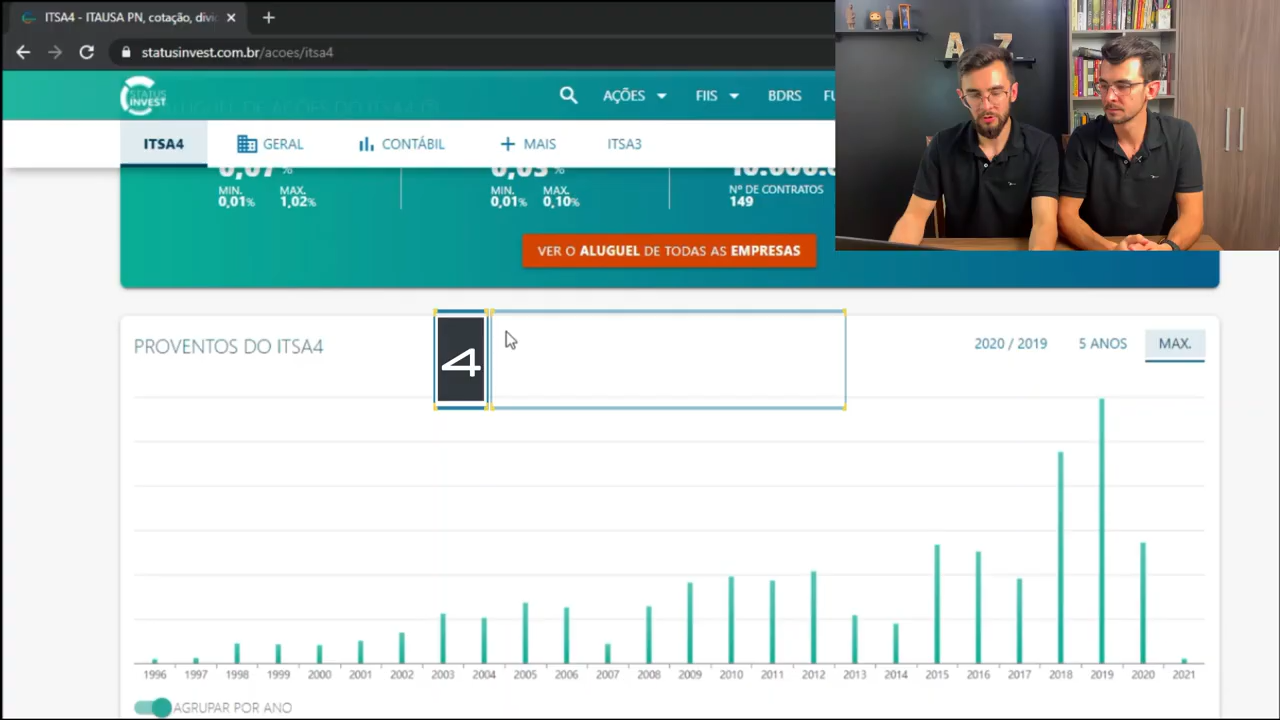 ITSA4 - ITAUSA PN, cotação, divid
statusinvest.com.br/acoes/itsa4
STATUS
INVEST
AÇÕES
FIIS
BDRS
FU
ITSA4
GERAL
CONTÁBIL
MAIS
ITSA3
MIN.
0,01%
MAX.
1,02%
MIN.
0,01%
MAX.
0,10%
Nº DE CONTRATOS
149
VER O ALUGUEL DE TODAS AS EMPRESAS
PROVENTOS DO ITSA4
4
2020 / 2019
5 ANOS
MAX.
1996 1997 1998 1999 2000 2001 2002 2003 2004 2005 2006 2007 2008 2009 2010 2011 2012 2013 2014 2015 2016 2017 2018 2019 2020 2021
AGRUPAR POR ANO
A Z